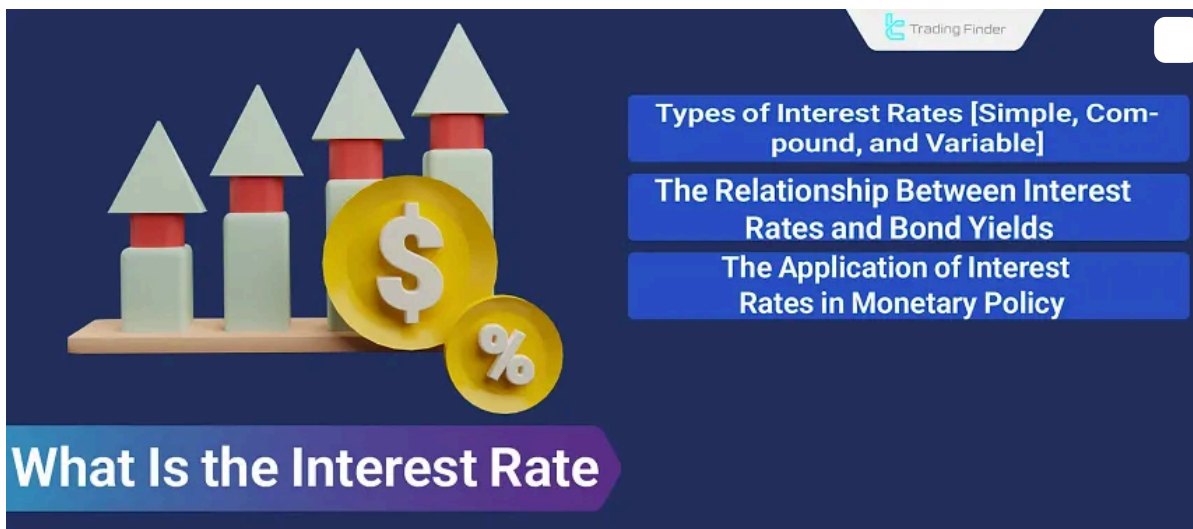 Trading Finder
Types of Interest Rates [Simple, Com-
pound, and Variable]
The Relationship Between Interest
Rates and Bond Yields
The Application of Interest
Rates in Monetary Policy
$
%
What Is the Interest Rate